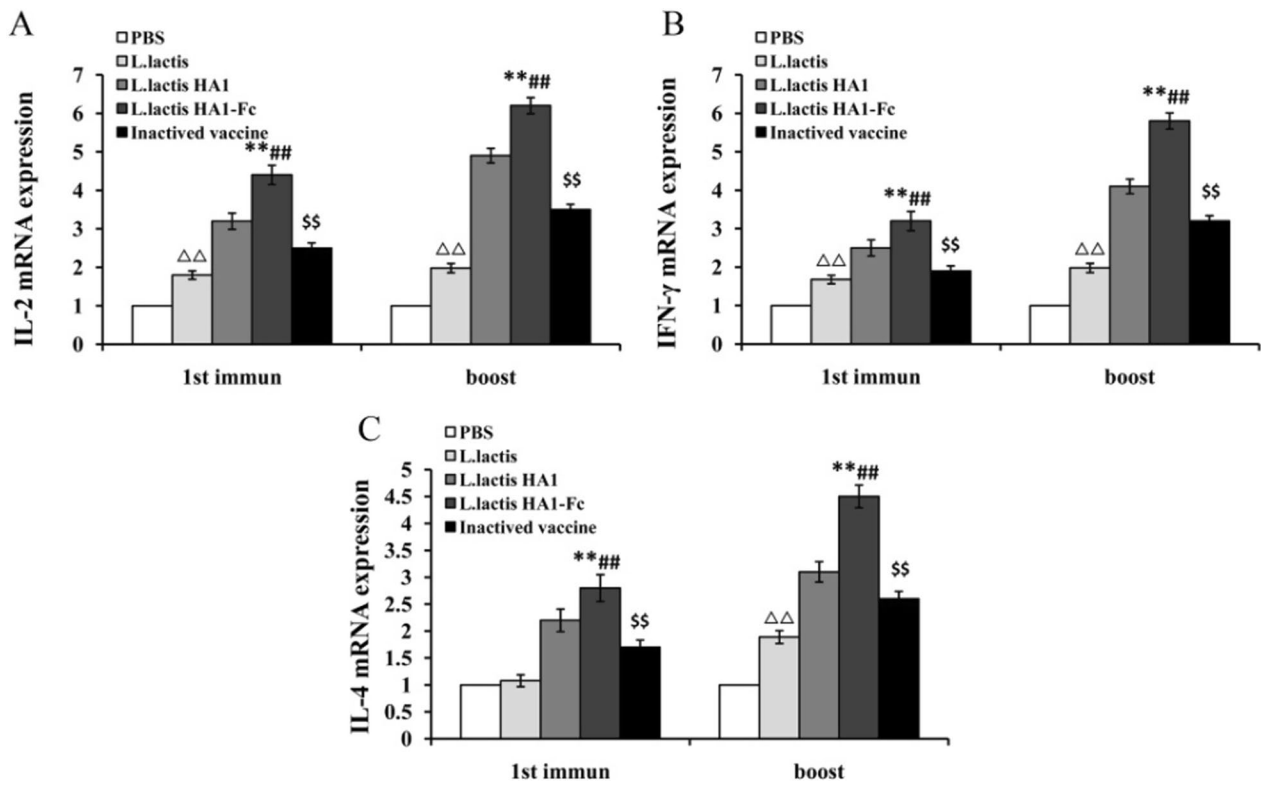 A
PBS
L.lactis
L.lactis HA1
L.lactis HA1-Fc
Inactived vaccine
IL-2 mRNA expression
7
6
5
4
3
2
1
0
△△
**##
$$
△△
**##
$$
1st immun
boost
B
PBS
L.lactis
L.lactis HA1
L.lactis HA1-Fc
Inactived vaccine
IFN-γ mRNA expression
7
6
5
4
3
2
1
0
△△
**##
$$
△△
**##
$$
1st immun
boost
C
PBS
L.lactis
L.lactis HA1
L.lactis HA1-Fc
Inactived vaccine
IL-4 mRNA expression
5
4.5
4
3.5
3
2.5
2
1.5
1
0.5
0
**##
$$
△△
**##
$$
1st immun
boost